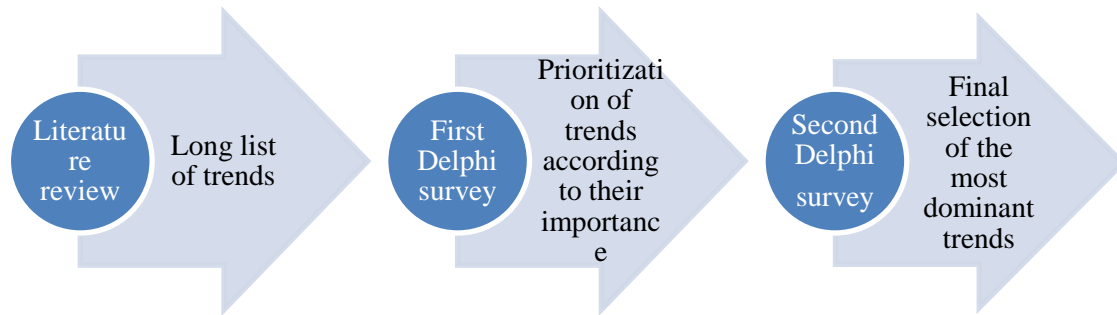 Literatu
re
review
Long list
of trends
First
Delphi
survey
Prioritizati
on of
trends
according
to their
importanc
e
Second
Delphi
survey
Final
selection
of the
most
dominant
trends